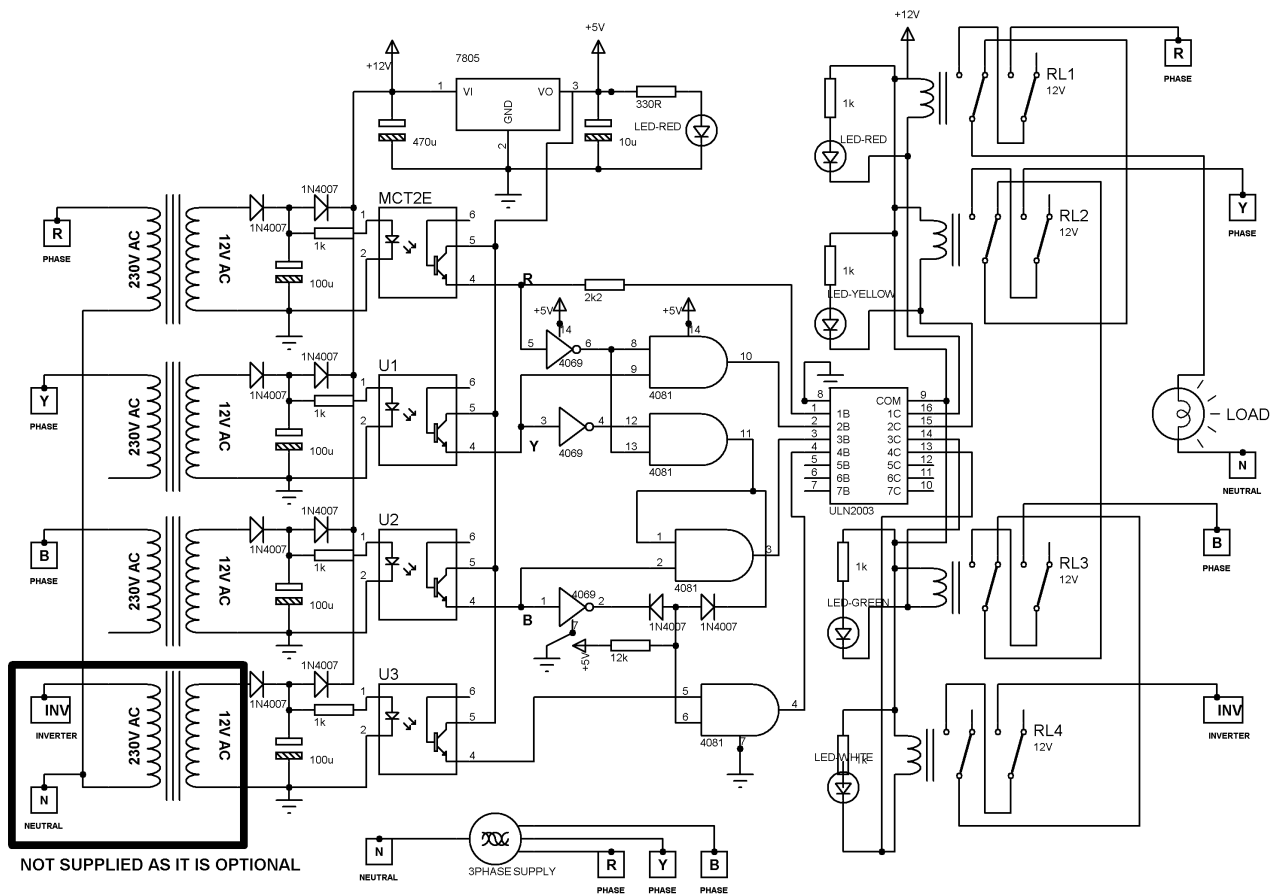 +12V
+5V
+12V
7805
1
VI
VO
3
GND
2
470u
10u
330R
LED-RED
1k
LED-RED
RL1
12V
R
PHASE
1N4007
1N4007
1k
100u
230V AC
12V AC
R
PHASE
MCT2E
1
2
6
5
4
R
2k2
1k
LED-YELLOW
RL2
12V
Y
PHASE
+5V
14
5
6
4069
+5V
14
8
9
10
4081
Y
PHASE
230V AC
12V AC
1N4007
1N4007
1k
100u
U1
1
2
6
5
4
Y
3
4
4069
12
13
11
4081
8
1
2
3
4
5
6
7
1B
2B
3B
4B
5B
6B
7B
COM
1C
2C
3C
4C
5C
6C
7C
9
16
15
14
13
12
11
10
ULN2003
LOAD
N
NEUTRAL
B
PHASE
230V AC
12V AC
1N4007
1N4007
1k
100u
U2
1
2
6
5
4
B
1
2
4069
7
+5V
12k
1N4007
1N4007
1
2
3
4081
1k
LED-GREEN
RL3
12V
B
PHASE
INV
INVERTER
230V AC
12V AC
1N4007
1N4007
1k
100u
U3
1
2
6
5
4
5
6
4
4081
7
LED-WHITE
1k
RL4
12V
INV
INVERTER
N
NEUTRAL
NOT SUPPLIED AS IT IS OPTIONAL
N
NEUTRAL
3PHASE SUPPLY
R
PHASE
Y
PHASE
B
PHASE